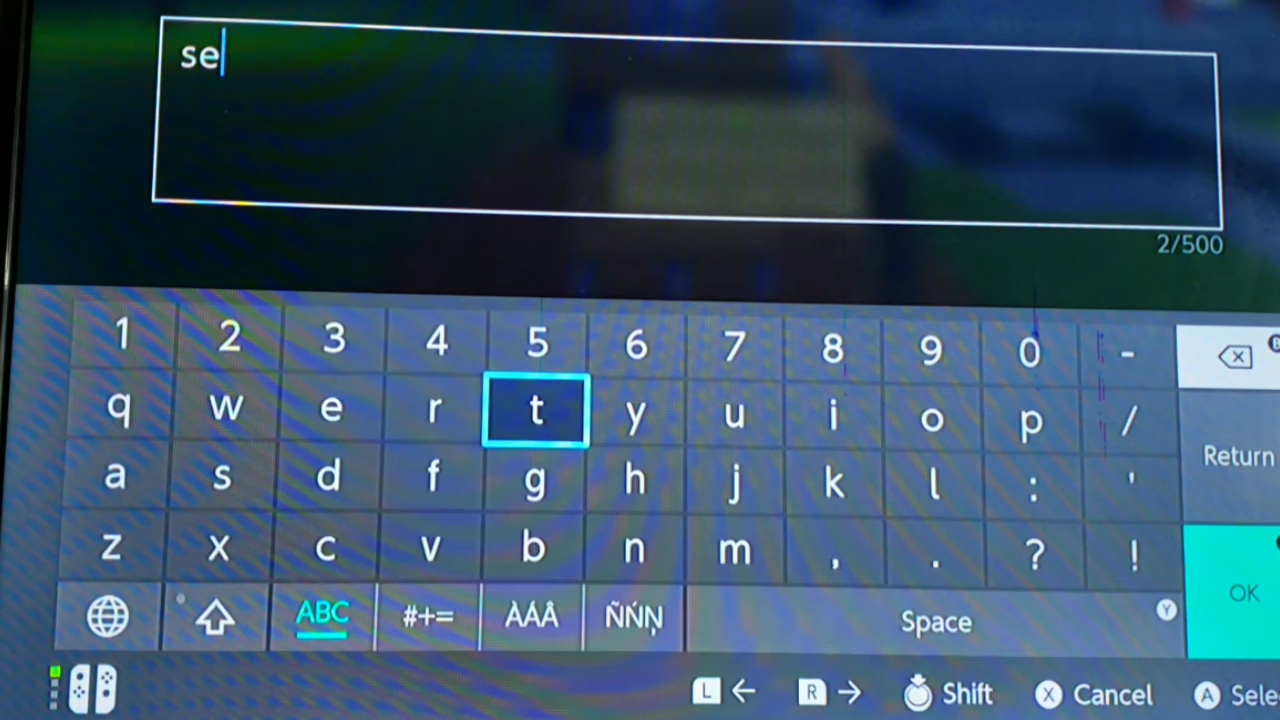 se
2/500
1 2 3 4 5 6 7 8 9 0 -
q w e r t y u i o p /
Return
a s d f g h j k l : '
z x c v b n m , . ? !
OK
ABC #+= ÀÁÂ ÑŃŅ Space Y
L ← R → Shift X Cancel A